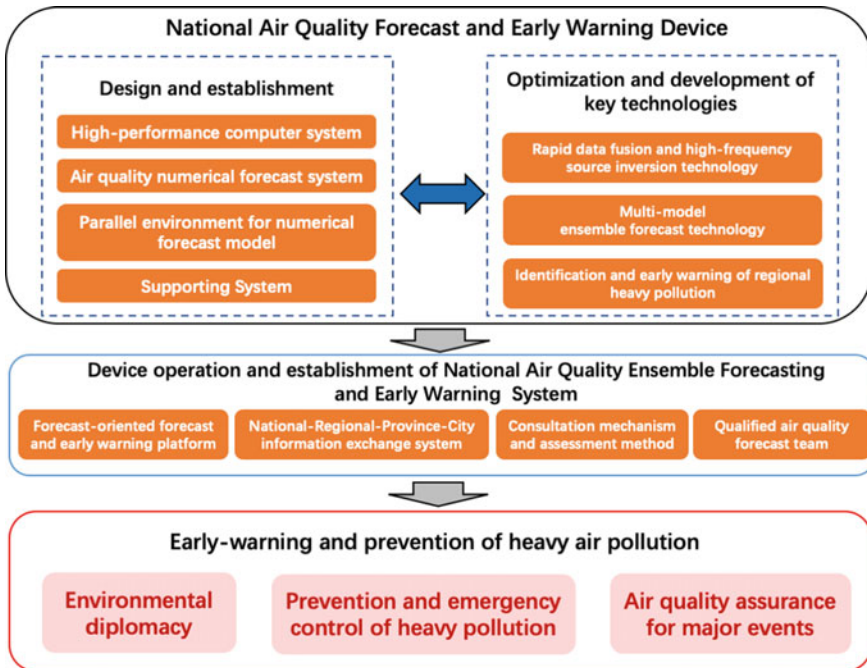 National Air Quality Forecast and Early Warning Device
Design and establishment
High-performance computer system
Air quality numerical forecast system
Parallel environment for numerical
forecast model
Supporting System
Optimization and development of
key technologies
Rapid data fusion and high-frequency
source inversion technology
Multi-model
ensemble forecast technology
Identification and early warning of regional
heavy pollution
Device operation and establishment of National Air Quality Ensemble Forecasting
and Early Warning System
Forecast-oriented forecast
and early warning platform
National-Regional-Province-City
information exchange system
Consultation mechanism
and assessment method
Qualified air quality
forecast team
Early-warning and prevention of heavy air pollution
Environmental
diplomacy
Prevention and emergency
control of heavy pollution
Air quality assurance
for major events